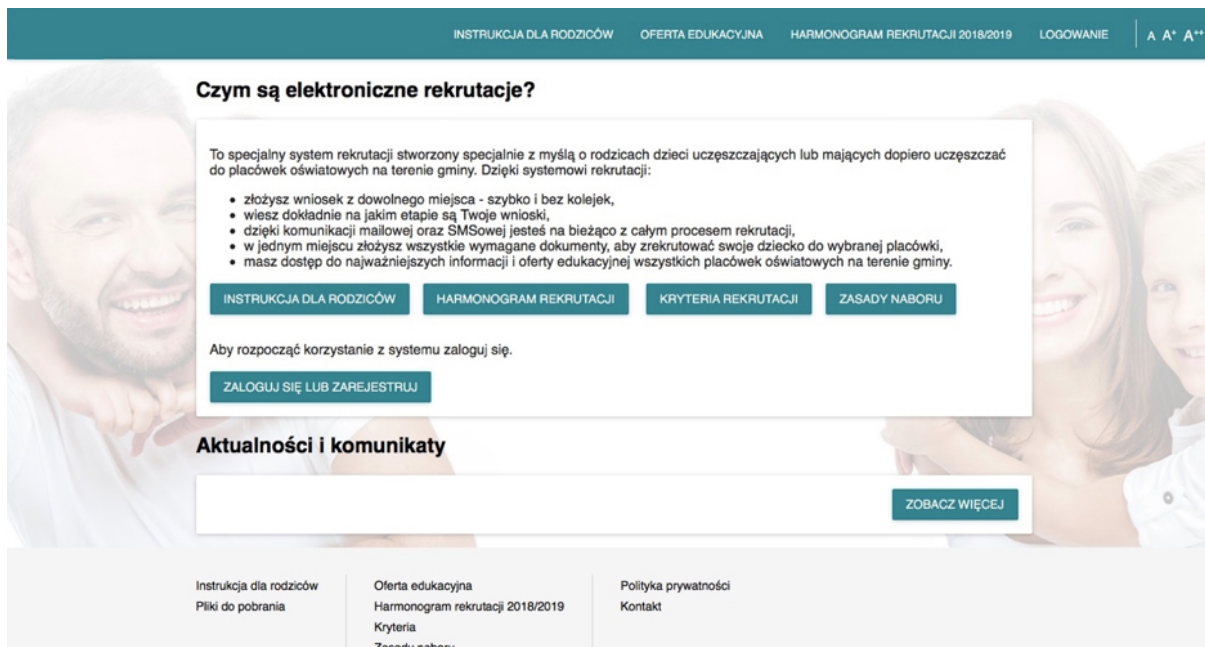 INSTRUKCJA DLA RODZICÓW OFERTA EDUKACYJNA HARMONOGRAM REKRUTACJI 2018/2019 LOGOWANIE A A+ A++
Czym są elektroniczne rekrutacje?
To specjalny system rekrutacji stworzony specjalnie z myślą o rodzicach dzieci uczęszczających lub mających dopiero uczęszczać
do placówek oświatowych na terenie gminy. Dzięki systemowi rekrutacji:
• złożysz wniosek z dowolnego miejsca - szybko i bez kolejek,
• wiesz dokładnie na jakim etapie są Twoje wnioski,
• dzięki komunikacji mailowej oraz SMSowej jesteś na bieżąco z całym procesem rekrutacji,
• w jednym miejscu złożysz wszystkie wymagane dokumenty, aby zrekrutować swoje dziecko do wybranej placówki,
• masz dostęp do najważniejszych informacji i oferty edukacyjnej wszystkich placówek oświatowych na terenie gminy.
INSTRUKCJA DLA RODZICÓW HARMONOGRAM REKRUTACJI KRYTERIA REKRUTACJI ZASADY NABORU
Aby rozpocząć korzystanie z systemu zaloguj się.
ZALOGUJ SIĘ LUB ZAREJESTRUJ
Aktualności i komunikaty
ZOBACZ WIĘCEJ
Instrukcja dla rodziców
Pliki do pobrania
Oferta edukacyjna
Harmonogram rekrutacji 2018/2019
Kryteria
Zasady naboru
Polityka prywatności
Kontakt